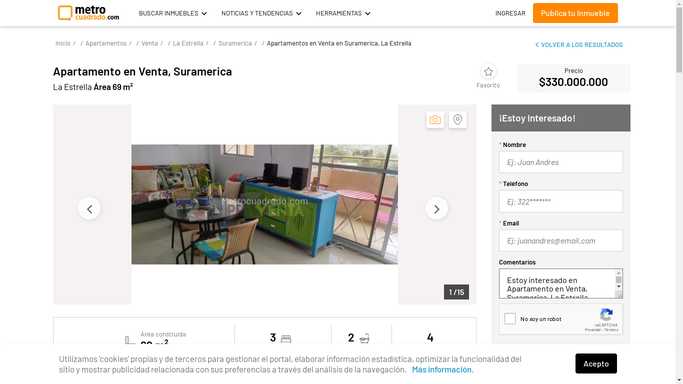 metro
cuadrado.com
BUSCAR INMUEBLES
NOTICIAS Y TENDENCIAS
HERRAMIENTAS
INGRESAR
Publica tu Inmueble
Inicio / / Apartamentos / / Venta / / La Estrella / / Suramerica / / Apartamentos en Venta en Suramerica, La Estrella
VOLVER A LOS RESULTADOS
Apartamento en Venta, Suramerica
La Estrella Área 69 m²
Favorito
Precio
$330.000.000
Metrocuadrado.com
1 /15
¡Estoy Interesado!
* Nombre
Ej: Juan Andres
* Teléfono
Ej: 322*******
* Email
Ej: juanandres@email.com
Comentarios
Estoy interesado en
Apartamento en Venta,
Suramerica, La Estrella
No soy un robot
reCAPTCHA
Privacidad - Términos
Área construida
69 m²
3
2
4
Utilizamos 'cookies' propias y de terceros para gestionar el portal, elaborar información estadística, optimizar la funcionalidad del
sitio y mostrar publicidad relacionada con sus preferencias a través del análisis de la navegación. Más información.
Acepto